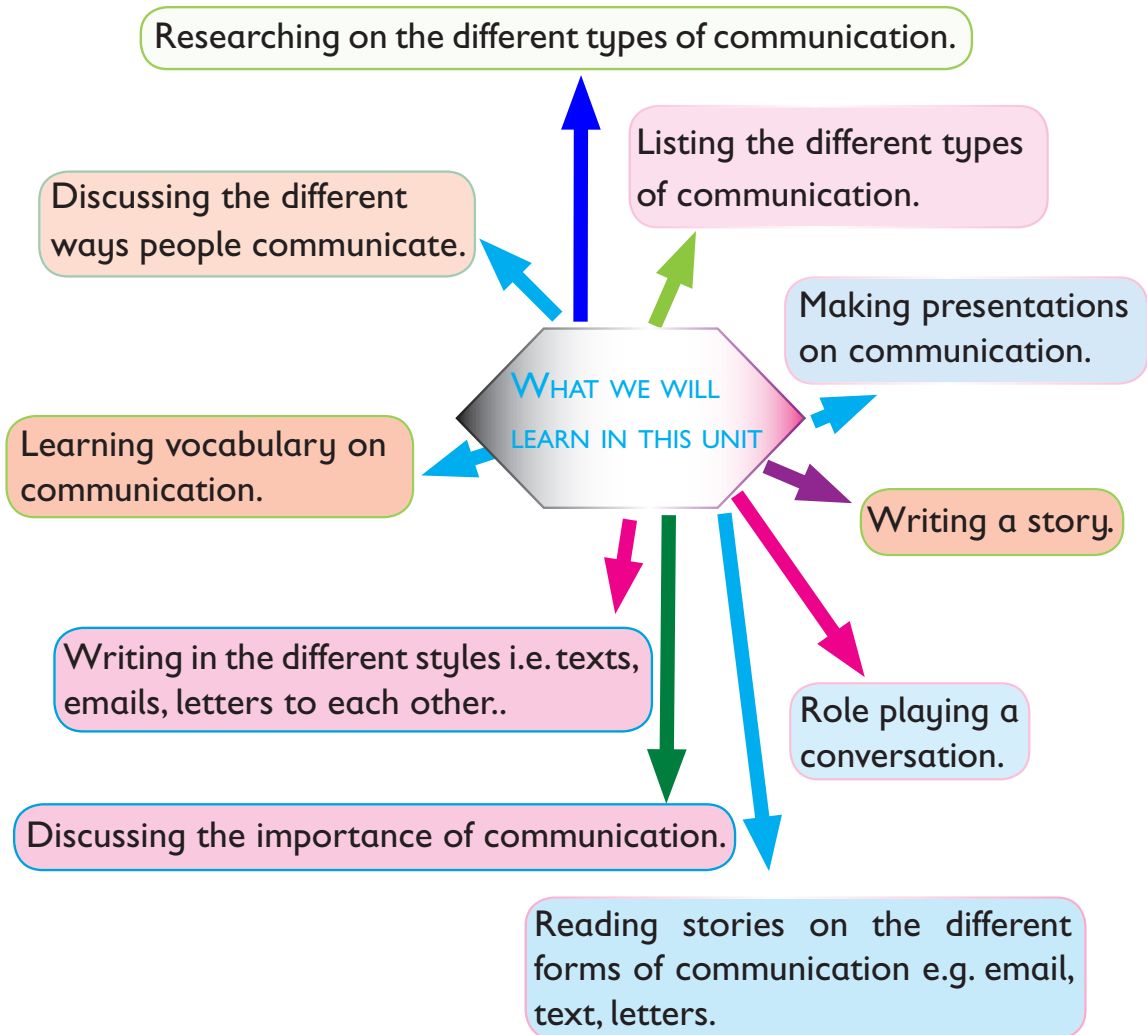 Researching on the different types of communication.
Listing the different types
of communication.
Discussing the different
ways people communicate.
Making presentations
on communication.
WHAT WE WILL
LEARN IN THIS UNIT
Learning vocabulary on
communication.
Writing a story.
Writing in the different styles i.e. texts,
emails, letters to each other..
Role playing a
conversation.
Discussing the importance of communication.
Reading stories on the different
forms of communication e.g. email,
text, letters.